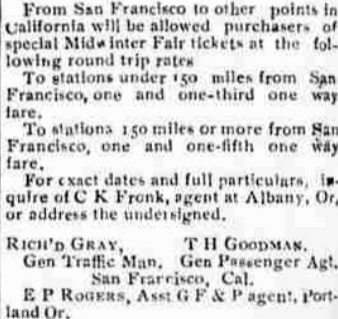 From San Francisco to other points in
California will be allowed purchasers of
special Midwinter Fair tickets at the fol-
lowing round trip rates
To stations under 150 miles from San
Francisco, one and one-third one way
fare.
To stations 150 miles or more from San
Francisco, one and one-fifth one way
fare.
For exact dates and full particulars, in-
quire of C K Fronk, agent at Albany, Or,
or address the undersigned.
RICH'D GRAY, T H GOODMAN.
Gen Traffic Man, Gen Passenger Agt.
San Frarrisco, Cal.
E P ROGERS, Asst G F & P agent, Port-
land Or.